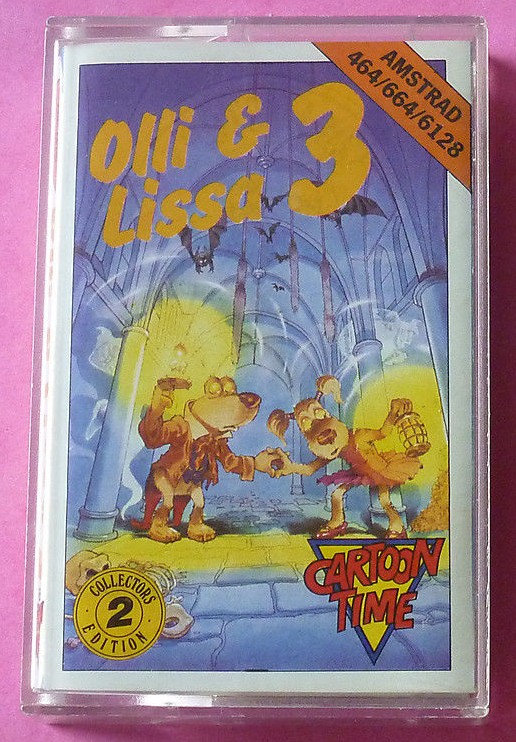 AMSTRAD
464/664/6128
Olli & 3
Lissa
CARTOON
TIME
COLLECTORS
2
EDITION